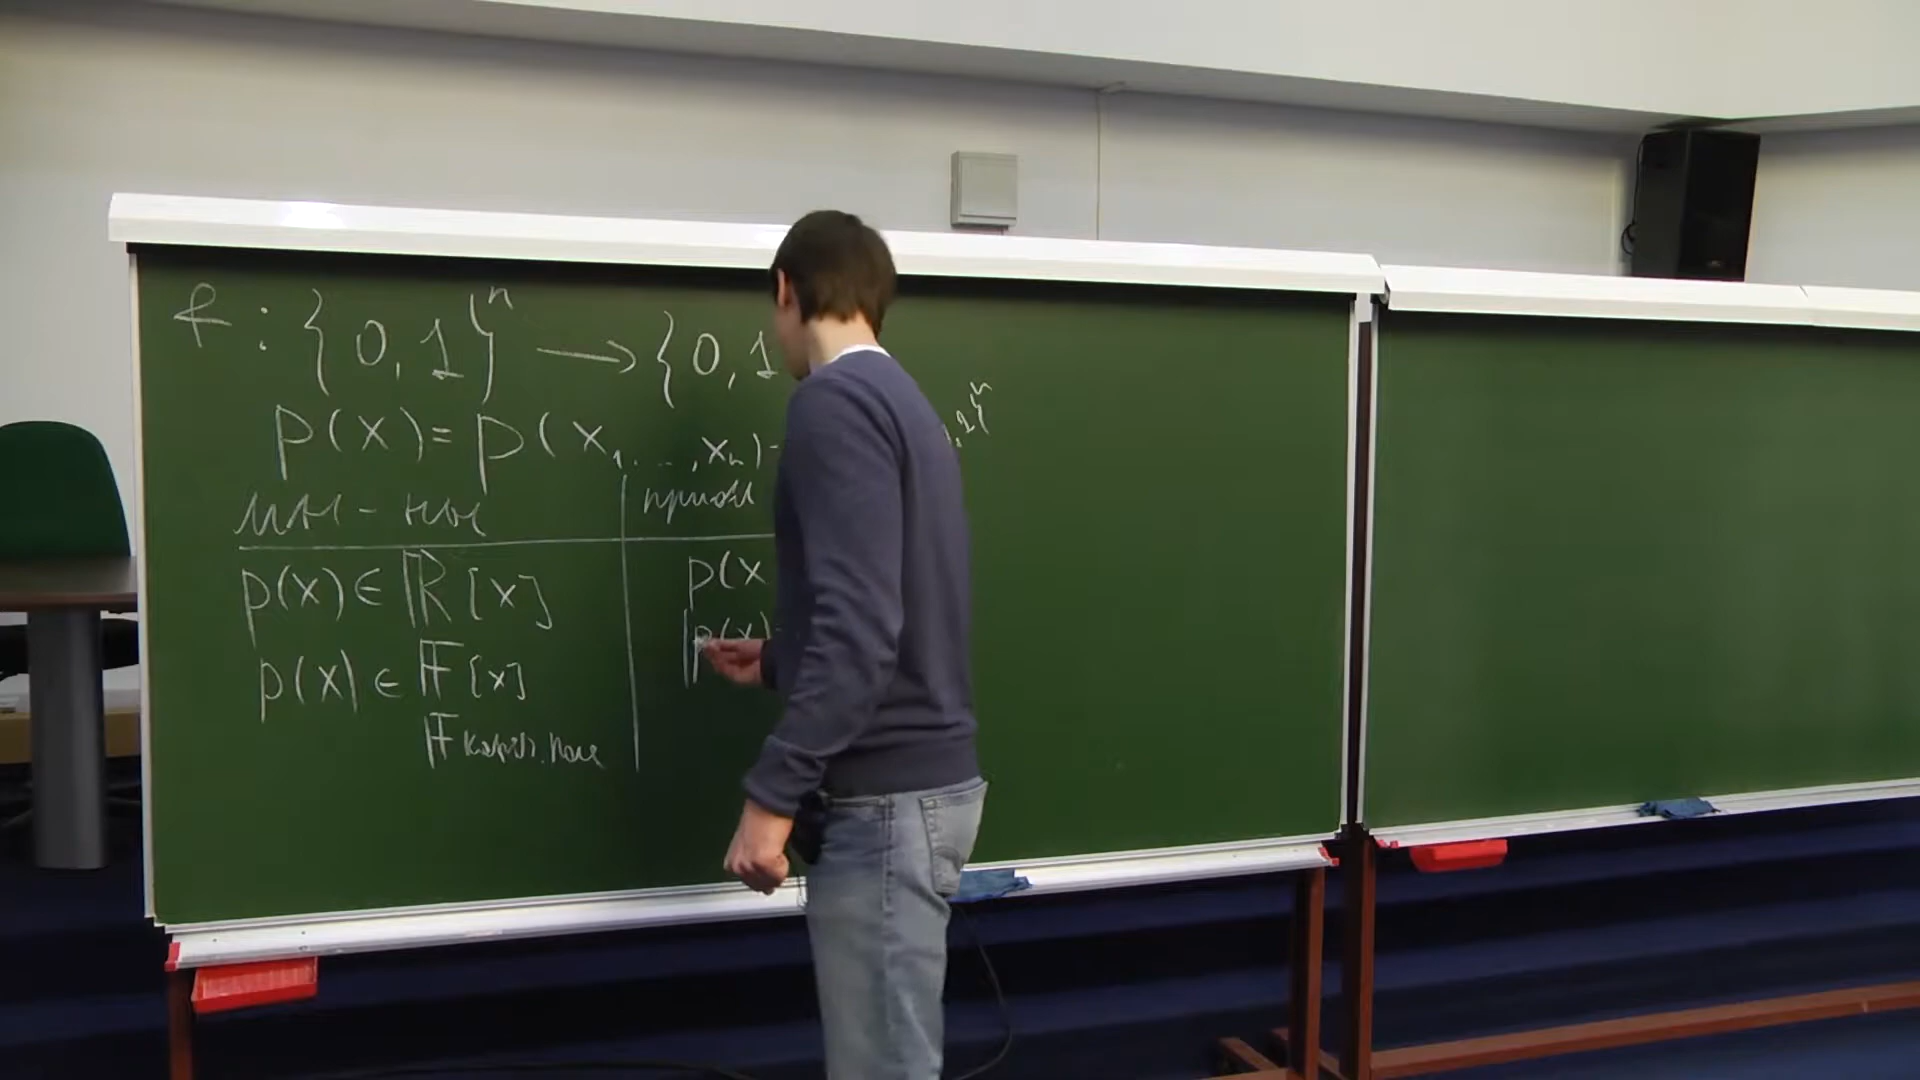 f : {0,1}ⁿ → {0,1
p(x) = p(x₁,...,xₙ) -
мн-ны | прибл
p(x) ∈ ℝ[x] | p(x
p(x) ∈ 𝔽[x] | |p(x)
𝔽 конечн. поле